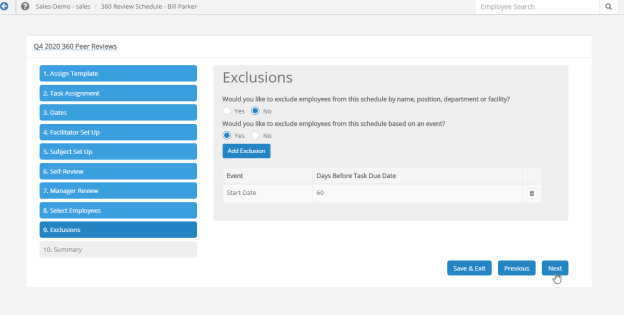 Sales-Demo - sales / 360 Review Schedule - Bill Parker
Employee Search
Q4 2020 360 Peer Reviews
1. Assign Template
2. Task Assignment
3. Dates
4. Facilitator Set Up
5. Subject Set Up
6. Self-Review
7. Manager Review
8. Select Employees
9. Exclusions
10. Summary
Exclusions
Would you like to exclude employees from this schedule by name, position, department or facility?
Yes No
Would you like to exclude employees from this schedule based on an event?
Yes No
Add Exclusion
Event Days Before Task Due Date
Start Date 60
Save & Exit Previous Next